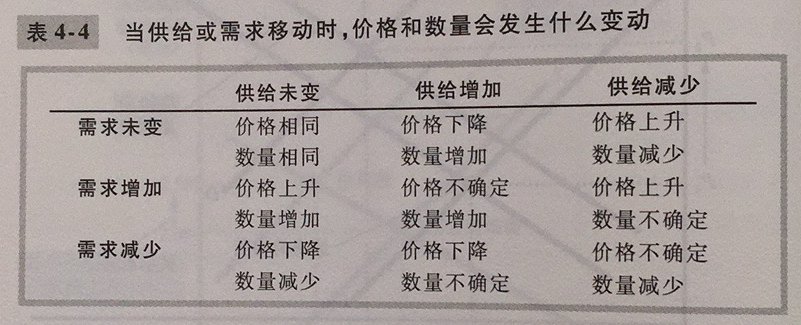 表 4-4 当供给或需求移动时,价格和数量会发生什么变动
供给未变 供给增加 供给减少
需求未变 价格相同 价格下降 价格上升
数量相同 数量增加 数量减少
需求增加 价格上升 价格不确定 价格上升
数量增加 数量增加 数量不确定
需求减少 价格下降 价格下降 价格不确定
数量减少 数量不确定 数量减少